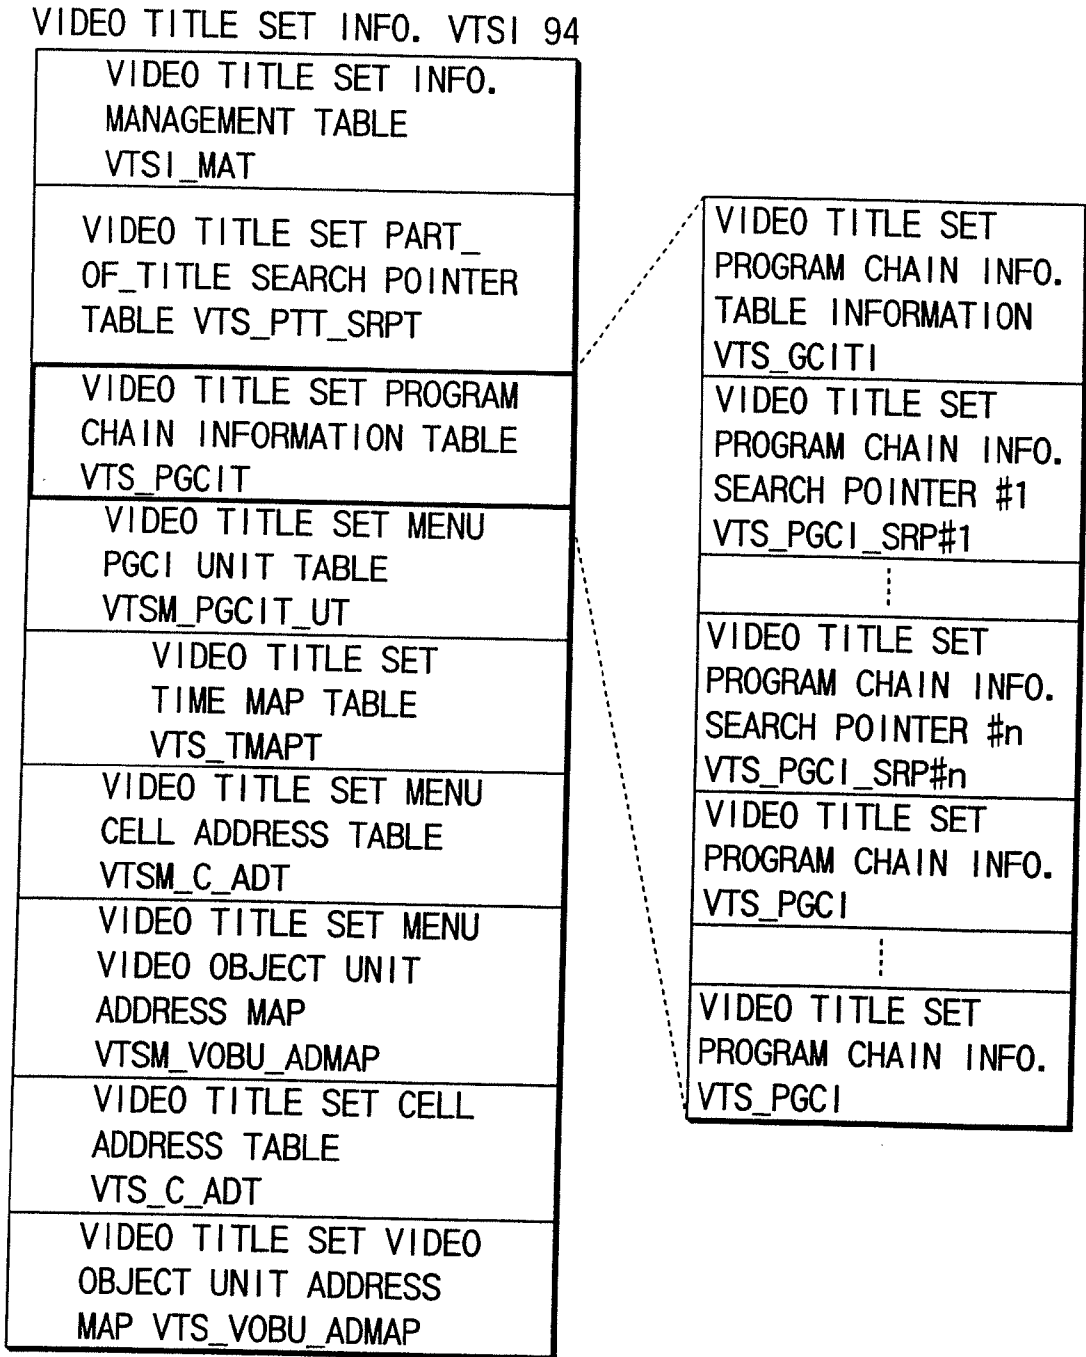 VIDEO TITLE SET INFO. VTSI 94
VIDEO TITLE SET INFO.
MANAGEMENT TABLE
VTSI_MAT
VIDEO TITLE SET PART_
OF_TITLE SEARCH POINTER
TABLE VTS_PTT_SRPT
VIDEO TITLE SET PROGRAM
CHAIN INFORMATION TABLE
VTS_PGCIT
VIDEO TITLE SET MENU
PGCI UNIT TABLE
VTSM_PGCIT_UT
VIDEO TITLE SET
TIME MAP TABLE
VTS_TMAPT
VIDEO TITLE SET MENU
CELL ADDRESS TABLE
VTSM_C_ADT
VIDEO TITLE SET MENU
VIDEO OBJECT UNIT
ADDRESS MAP
VTSM_VOBU_ADMAP
VIDEO TITLE SET CELL
ADDRESS TABLE
VTS_C_ADT
VIDEO TITLE SET VIDEO
OBJECT UNIT ADDRESS
MAP VTS_VOBU_ADMAP
VIDEO TITLE SET
PROGRAM CHAIN INFO.
TABLE INFORMATION
VTS_GCITI
VIDEO TITLE SET
PROGRAM CHAIN INFO.
SEARCH POINTER #1
VTS_PGCI_SRP#1
VIDEO TITLE SET
PROGRAM CHAIN INFO.
SEARCH POINTER #n
VTS_PGCI_SRP#n
VIDEO TITLE SET
PROGRAM CHAIN INFO.
VTS_PGCI
VIDEO TITLE SET
PROGRAM CHAIN INFO.
VTS_PGCI